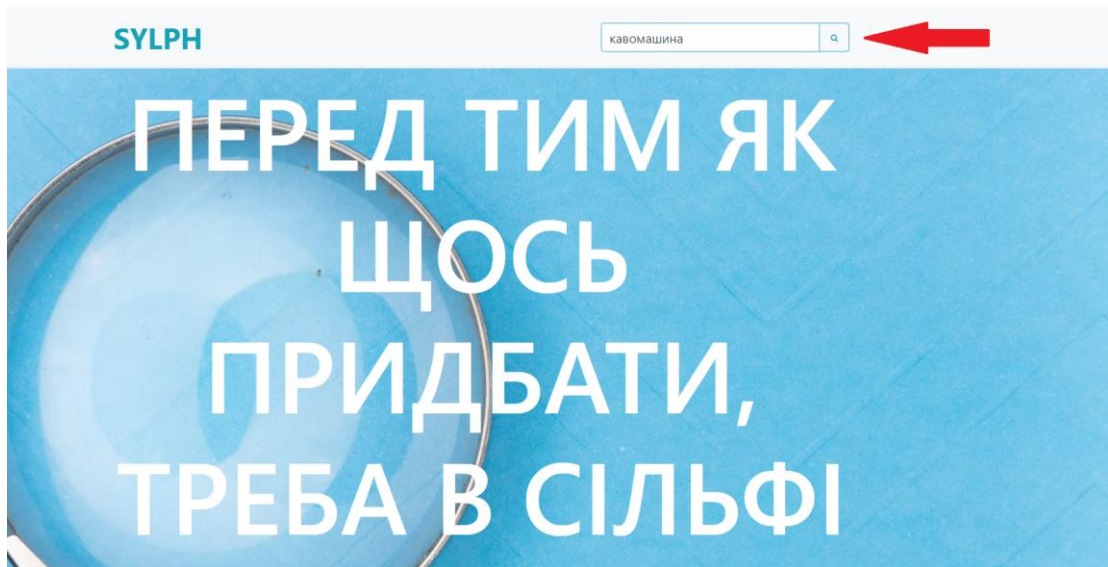 SYLPH
кавомашина
ПЕРЕД ТИМ ЯК
ЩОСЬ
ПРИДБАТИ,
ТРЕБА В СІЛЬФІ